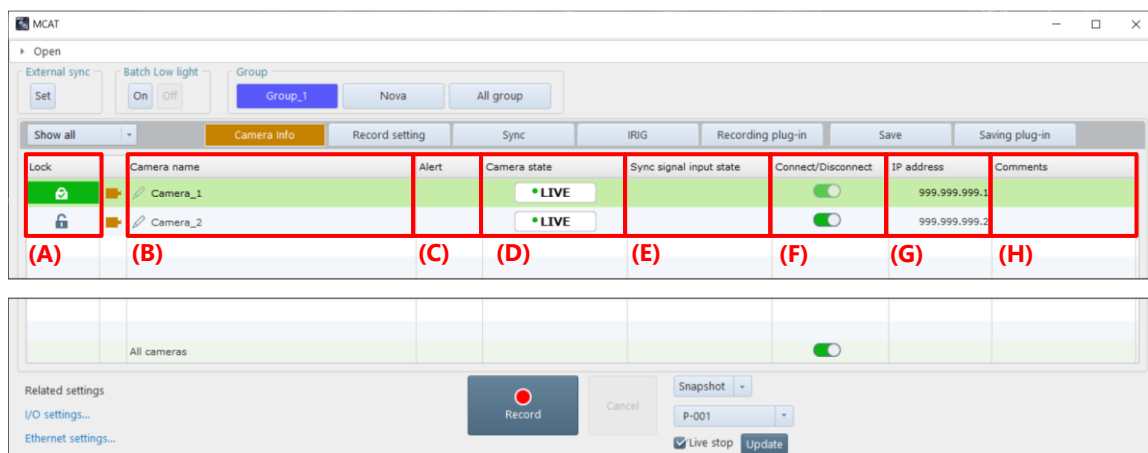 MCAT
Open
External sync Batch Low light Group
Set On Off Group_1 Nova All group
Show all Camera Info Record setting Sync IRIG Recording plug-in Save Saving plug-in
Lock Camera name Alert Camera state Sync signal input state Connect/Disconnect IP address Comments
Camera_1 LIVE 999.999.999.1
Camera_2 LIVE 999.999.999.2
(A) (B) (C) (D) (E) (F) (G) (H)
All cameras
Related settings
I/O settings...
Ethernet settings...
Record
Cancel
Snapshot
P-001
Live stop Update